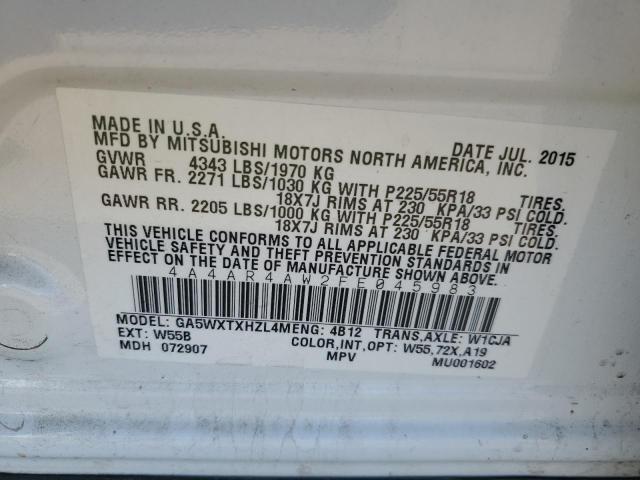 MADE IN U.S.A. DATE JUL. 2015
MFD BY MITSUBISHI MOTORS NORTH AMERICA, INC.
GVWR 4343 LBS/1970 KG
GAWR FR. 2271 LBS/1030 KG WITH P225/55R18 TIRES.
18X7J RIMS AT 230 KPA/33 PSI COLD.
GAWR RR. 2205 LBS/1000 KG WITH P225/55R18 TIRES.
18X7J RIMS AT 230 KPA/33 PSI COLD.
THIS VEHICLE CONFORMS TO ALL APPLICABLE FEDERAL MOTOR
VEHICLE SAFETY AND THEFT PREVENTION STANDARDS IN
EFFECT ON THE DATE OF MANUFACTURE SHOWN ABOVE.
4A4AR4AW2FE045983
MODEL: GA5WXTXHZL4MENG: 4B12 TRANS,AXLE: W1CJA
EXT: W55B COLOR,INT,OPT: W55,72X,A19
MDH 072907 MPV MU001602